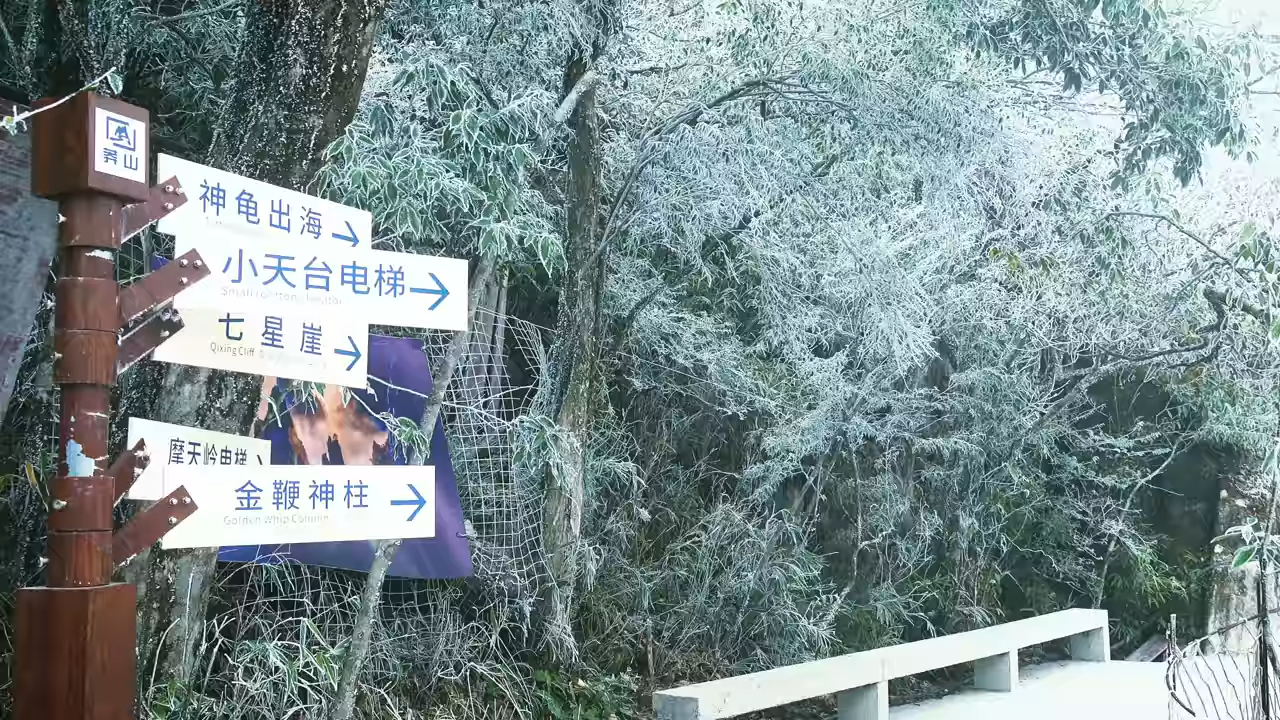 莽山
神龟出海
小天台电梯
七星崖
Qixing Cliff
摩天岭电梯
金鞭神柱
Golden Whip Column